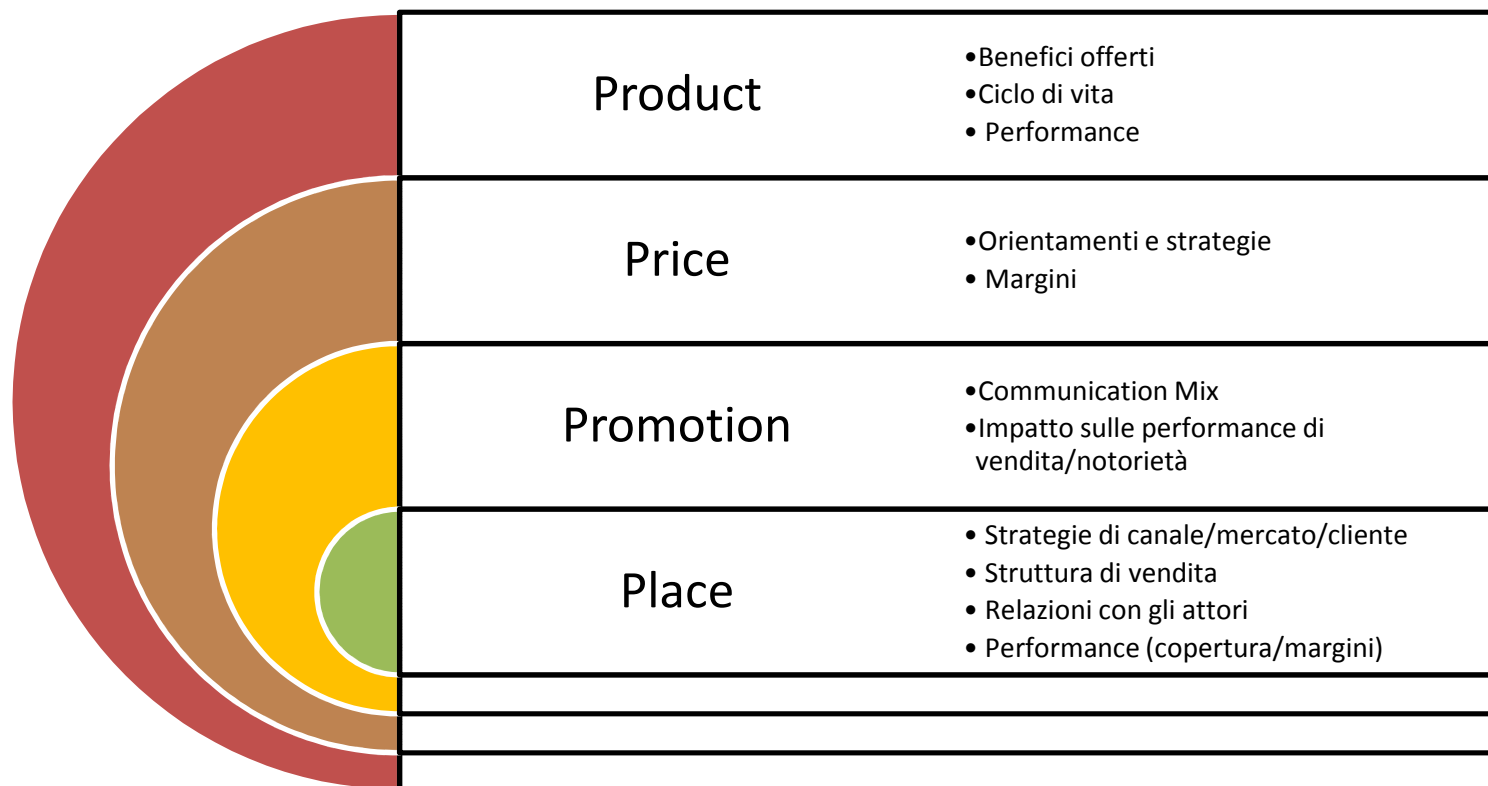 Product
•Benefici offerti
•Ciclo di vita
• Performance
Price
•Orientamenti e strategie
• Margini
Promotion
•Communication Mix
•Impatto sulle performance di
vendita/notorietà
Place
• Strategie di canale/mercato/cliente
• Struttura di vendita
• Relazioni con gli attori
• Performance (copertura/margini)